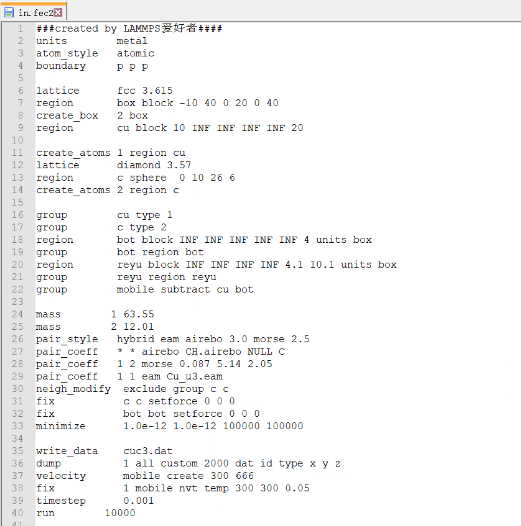 in.fec2
1 ###created by LAMMPS爱好者####
2 units metal
3 atom_style atomic
4 boundary p p p
5
6 lattice fcc 3.615
7 region box block -10 40 0 20 0 40
8 create_box 2 box
9 region cu block 10 INF INF INF INF 20
10
11 create_atoms 1 region cu
12 lattice diamond 3.57
13 region c sphere 0 10 26 6
14 create_atoms 2 region c
15
16 group cu type 1
17 group c type 2
18 region bot block INF INF INF INF INF 4 units box
19 group bot region bot
20 region reyu block INF INF INF INF 4.1 10.1 units box
21 group reyu region reyu
22 group mobile subtract cu bot
23
24 mass 1 63.55
25 mass 2 12.01
26 pair_style hybrid eam airebo 3.0 morse 2.5
27 pair_coeff * * airebo CH.airebo NULL C
28 pair_coeff 1 2 morse 0.087 5.14 2.05
29 pair_coeff 1 1 eam Cu_u3.eam
30 neigh_modify exclude group c c
31 fix c c setforce 0 0 0
32 fix bot bot setforce 0 0 0
33 minimize 1.0e-12 1.0e-12 100000 100000
34
35 write_data cuc3.dat
36 dump 1 all custom 2000 dat id type x y z
37 velocity mobile create 300 666
38 fix 1 mobile nvt temp 300 300 0.05
39 timestep 0.001
40 run 10000
41